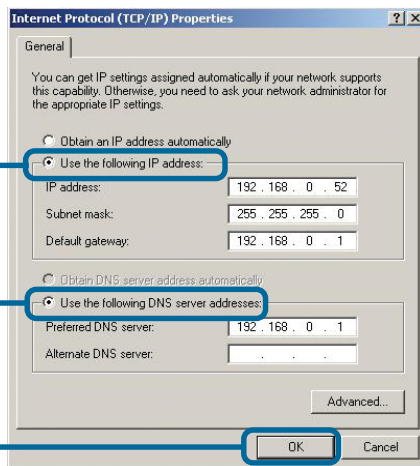 Internet Protocol (TCP/IP) Properties
General
You can get IP settings assigned automatically if your network supports
this capability. Otherwise, you need to ask your network administrator for
the appropriate IP settings.
Obtain an IP address automatically
Use the following IP address:
IP address: 192 . 168 . 0 . 52
Subnet mask: 255 . 255 . 255 . 0
Default gateway: 192 . 168 . 0 . 1
Obtain DNS server address automatically
Use the following DNS server addresses:
Preferred DNS server: 192 . 168 . 0 . 1
Alternate DNS server: . . .
Advanced...
OK Cancel